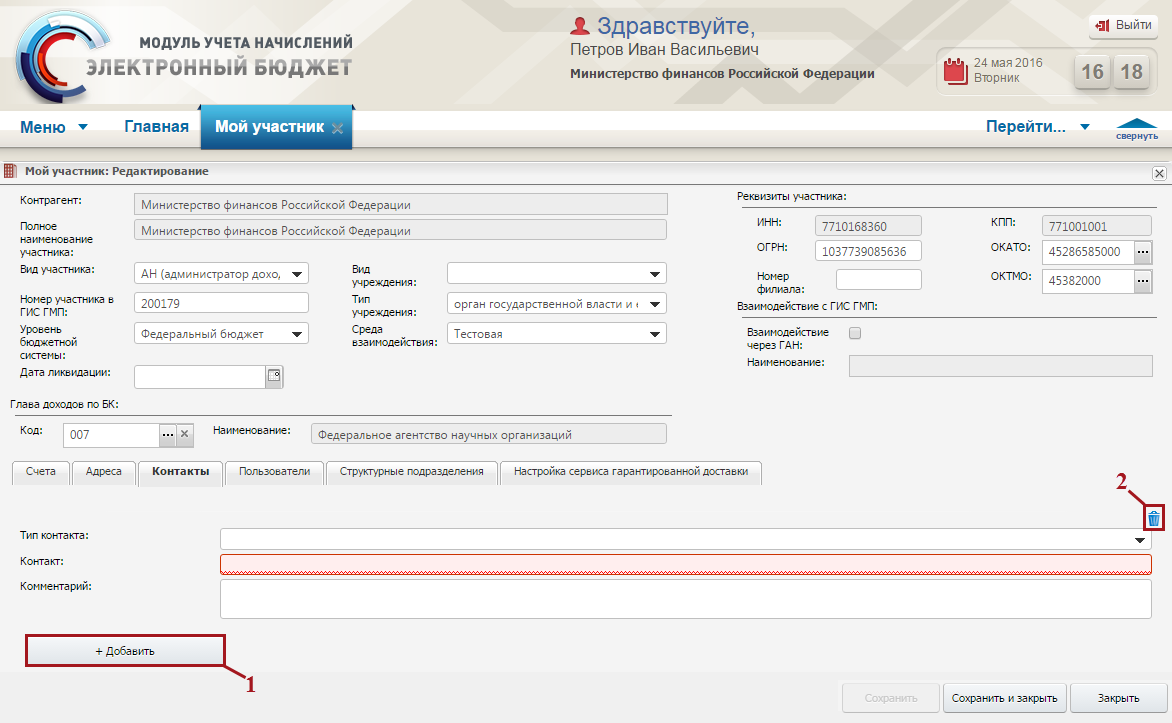 МОДУЛЬ УЧЕТА НАЧИСЛЕНИЙ
ЭЛЕКТРОННЫЙ БЮДЖЕТ
Здравствуйте,
Петров Иван Васильевич
Министерство финансов Российской Федерации
Выйти
24 мая 2016
Вторник
16 18
Меню
Главная
Мой участник
Перейти...
свернуть
Мой участник: Редактирование
Контрагент:
Министерство финансов Российской Федерации
Полное
наименование
участника:
Министерство финансов Российской Федерации
Вид участника:
АН (администратор дохо,
Вид
учреждения:
Номер участника в
ГИС ГМП:
200179
Тип
учреждения:
орган государственной власти и
Уровень
бюджетной
системы:
Федеральный бюджет
Среда
взаимодействия:
Тестовая
Дата ликвидации:
Реквизиты участника:
ИНН:
7710168360
КПП:
771001001
ОГРН:
1037739085636
ОКАТО:
45286585000
...
Номер
филиала:
ОКТМО:
45382000
...
Взаимодействие с ГИС ГМП:
Взаимодействие
через ГАН:
Наименование:
Глава доходов по БК:
Код:
007
...
Наименование:
Федеральное агентство научных организаций
Счета
Адреса
Контакты
Пользователи
Структурные подразделения
Настройка сервиса гарантированной доставки
2
Тип контакта:
Контакт:
Комментарий:
+ Добавить
1
Сохранить
Сохранить и закрыть
Закрыть